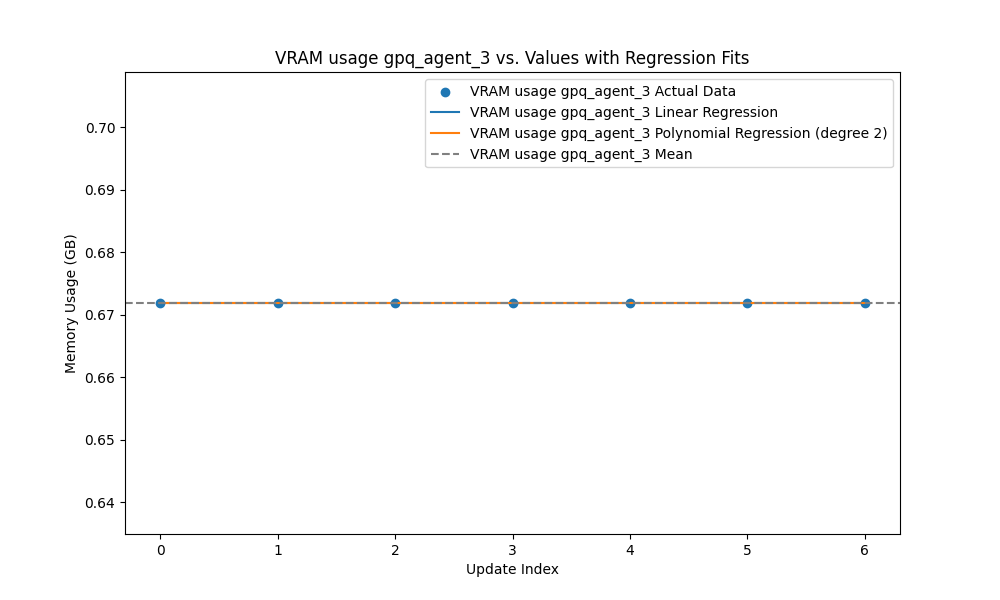 VRAM usage gpq_agent_3 vs. Values with Regression Fits
VRAM usage gpq_agent_3 Actual Data
VRAM usage gpq_agent_3 Linear Regression
VRAM usage gpq_agent_3 Polynomial Regression (degree 2)
VRAM usage gpq_agent_3 Mean
Memory Usage (GB)
0.70
0.69
0.68
0.67
0.66
0.65
0.64
0 1 2 3 4 5 6
Update Index